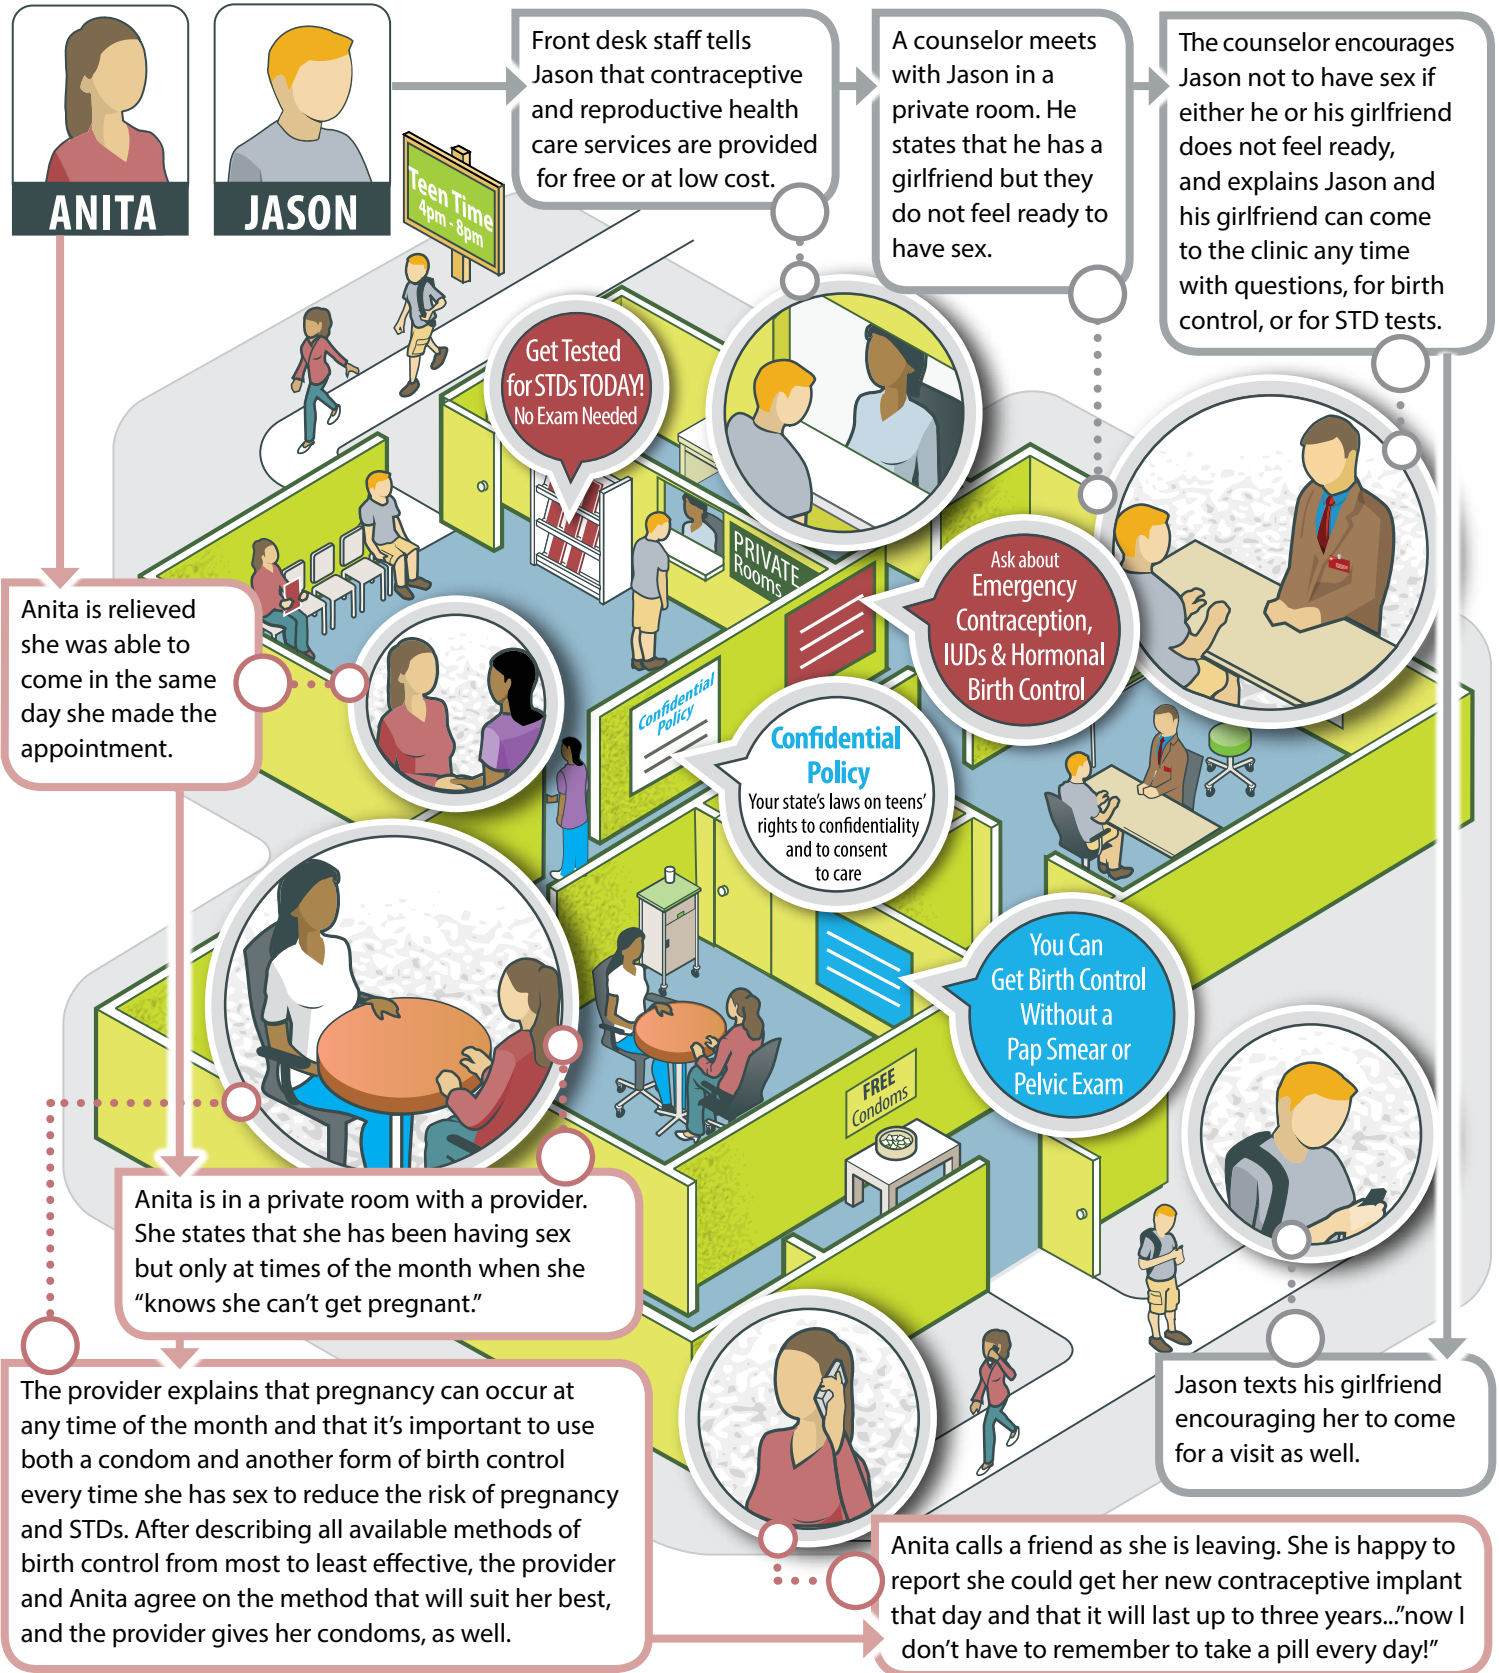 ANITA
JASON
Teen Time
4pm - 8pm
Front desk staff tells
Jason that contraceptive
and reproductive health
care services are provided
for free or at low cost.
A counselor meets
with Jason in a
private room. He
states that he has a
girlfriend but they
do not feel ready to
have sex.
The counselor encourages
Jason not to have sex if
either he or his girlfriend
does not feel ready,
and explains Jason and
his girlfriend can come
to the clinic any time
with questions, for birth
control, or for STD tests.
Get Tested
for STDs TODAY!
No Exam Needed
PRIVATE
Rooms
Ask about
Emergency
Contraception,
IUDs & Hormonal
Birth Control
Anita is relieved
she was able to
come in the same
day she made the
appointment.
Confidential
Policy
Confidential
Policy
Your state's laws on teens'
rights to confidentiality
and to consent
to care
You Can
Get Birth Control
Without a
Pap Smear or
Pelvic Exam
FREE
Condoms
Anita is in a private room with a provider.
She states that she has been having sex
but only at times of the month when she
“knows she can't get pregnant.”
The provider explains that pregnancy can occur at
any time of the month and that it's important to use
both a condom and another form of birth control
every time she has sex to reduce the risk of pregnancy
and STDs. After describing all available methods of
birth control from most to least effective, the provider
and Anita agree on the method that will suit her best,
and the provider gives her condoms, as well.
Jason texts his girlfriend
encouraging her to come
for a visit as well.
Anita calls a friend as she is leaving. She is happy to
report she could get her new contraceptive implant
that day and that it will last up to three years...”now I
don't have to remember to take a pill every day!”